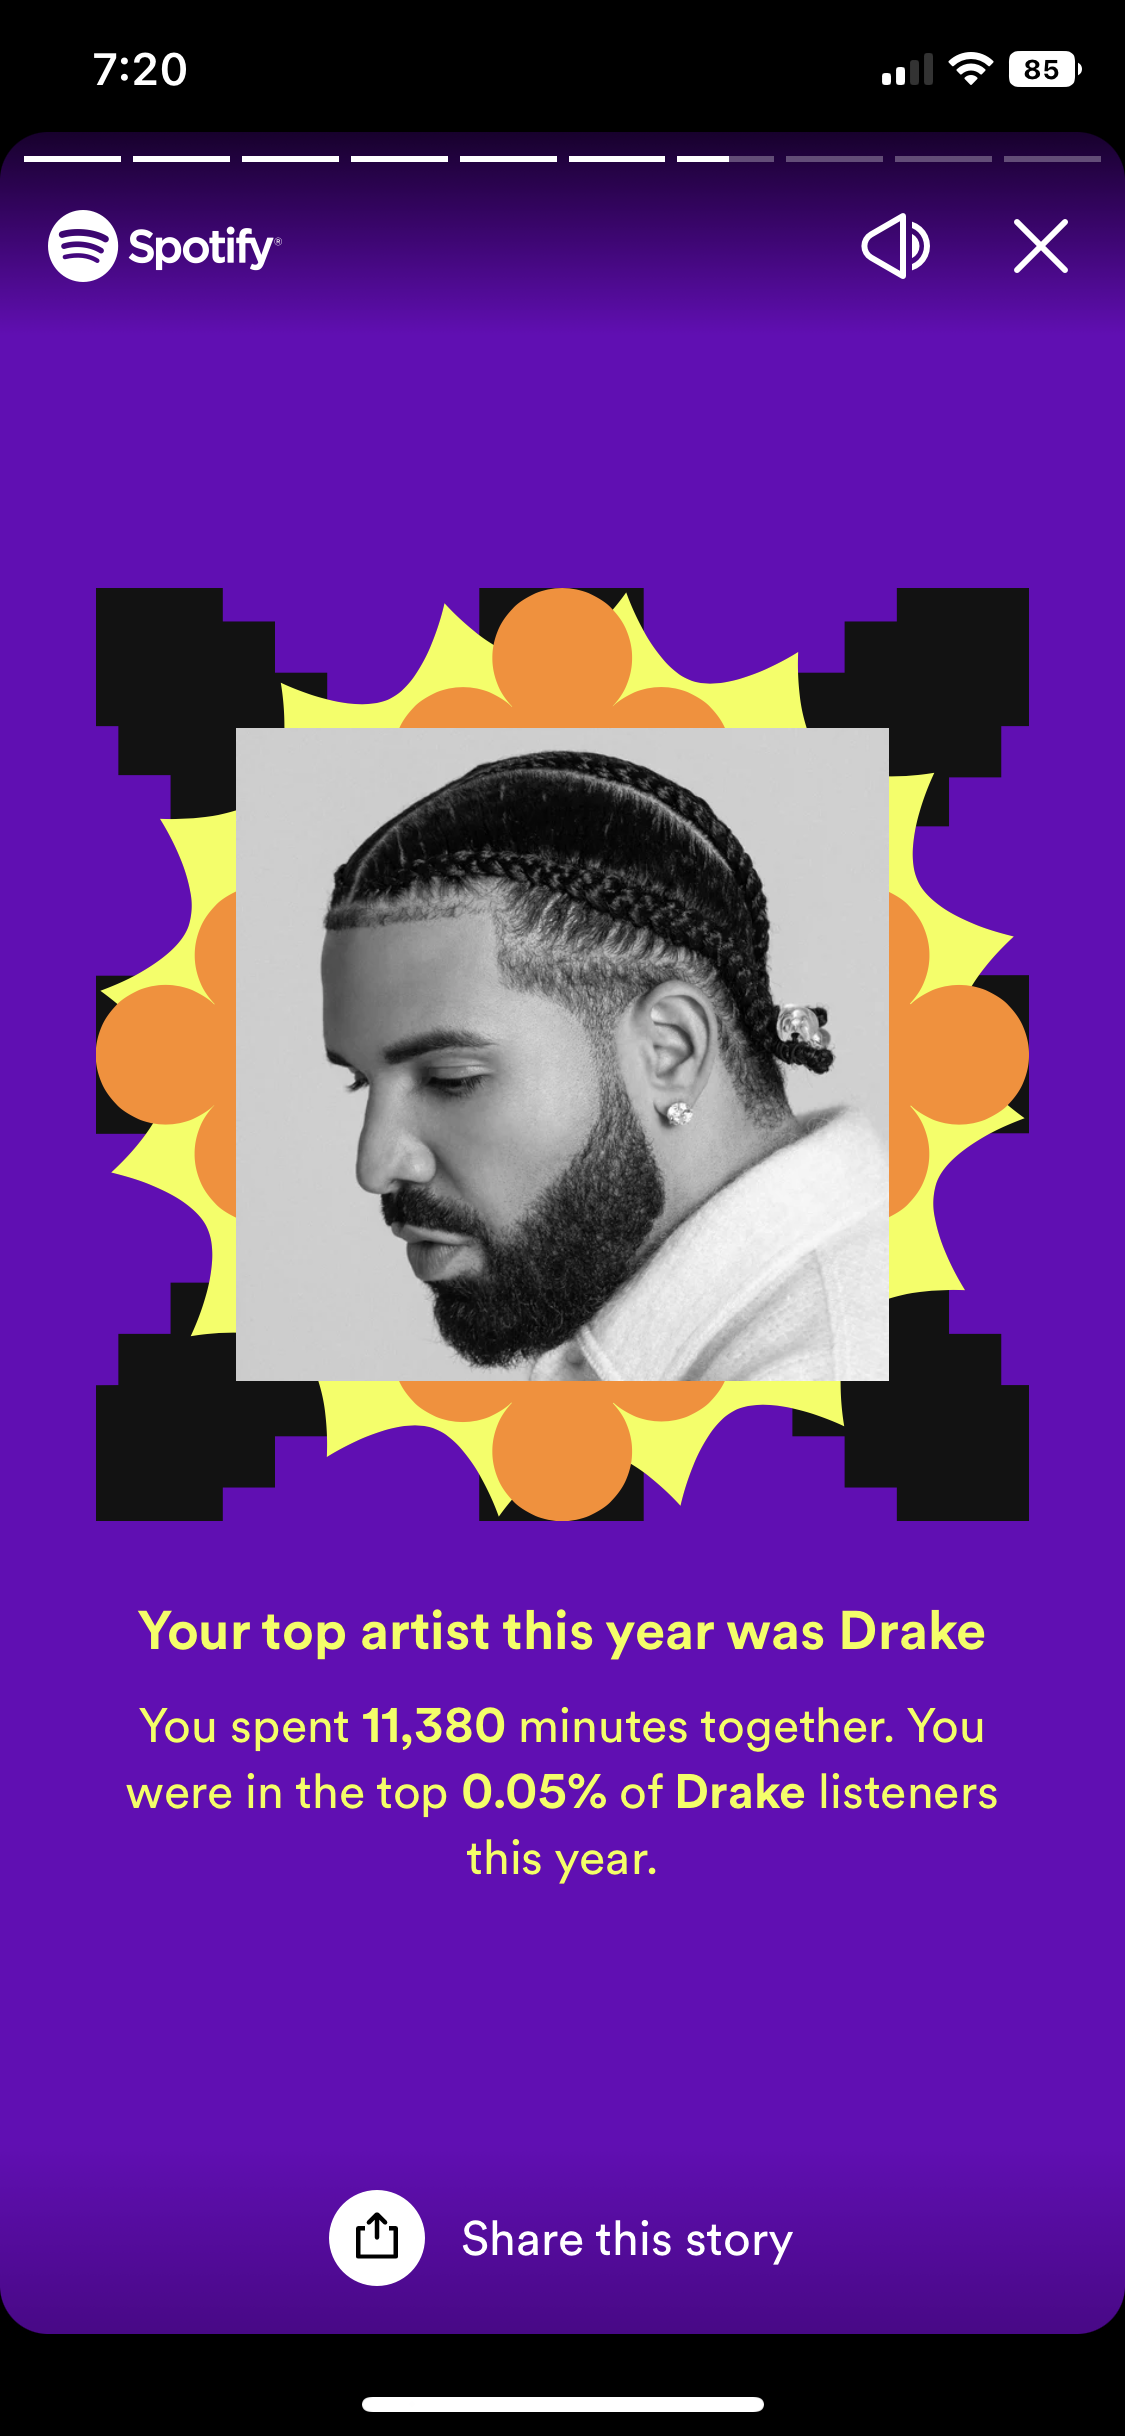 7:20
85
Spotify®
Your top artist this year was Drake
You spent 11,380 minutes together. You
were in the top 0.05% of Drake listeners
this year.
Share this story